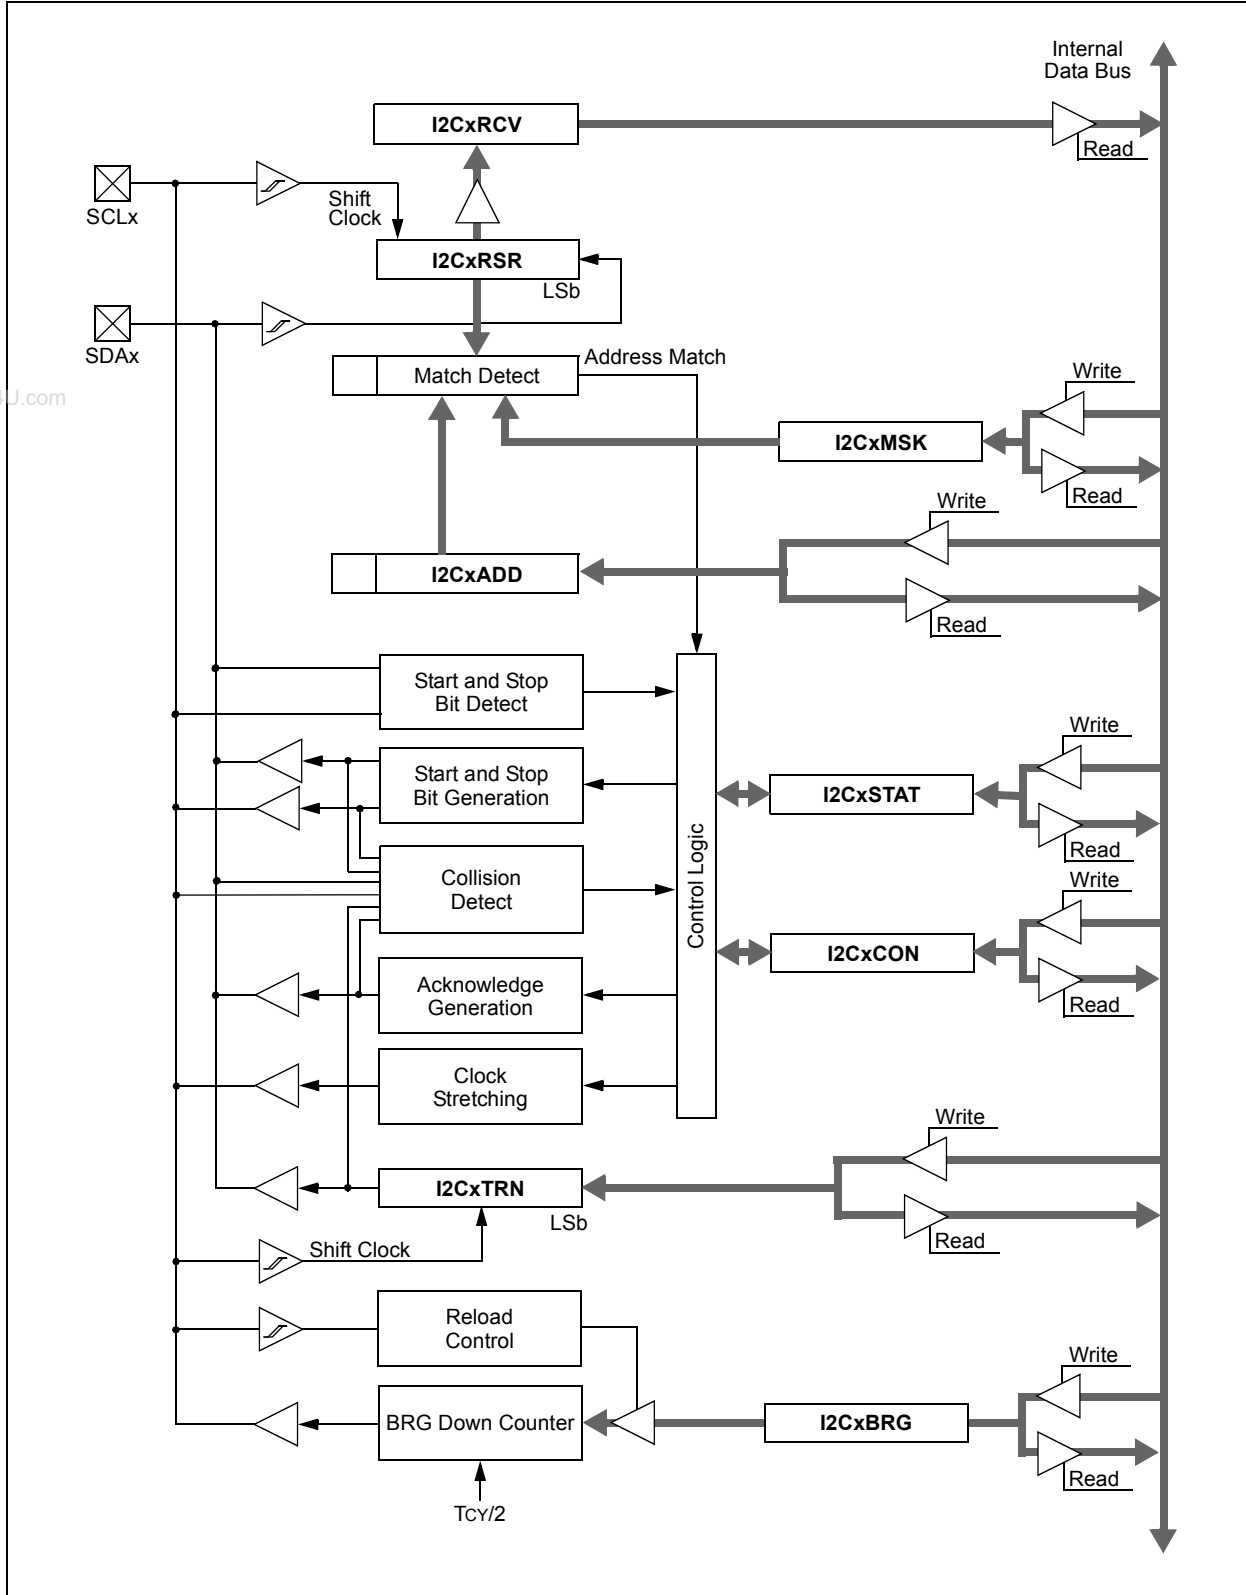 Internal
Data Bus
I2CxRCV
Read
SCLx
Shift
Clock
I2CxRSR
LSb
SDAx
Address Match
Match Detect
Write
4U.com
I2CxMSK
Read
Write
I2CxADD
Read
Start and Stop
Bit Detect
Write
Start and Stop
Bit Generation
I2CxSTAT
Control Logic
Read
Collision
Detect
Write
I2CxCON
Acknowledge
Generation
Read
Clock
Stretching
Write
I2CxTRN
LSb
Shift Clock
Read
Reload
Control
Write
BRG Down Counter
I2CxBRG
Read
TCY/2